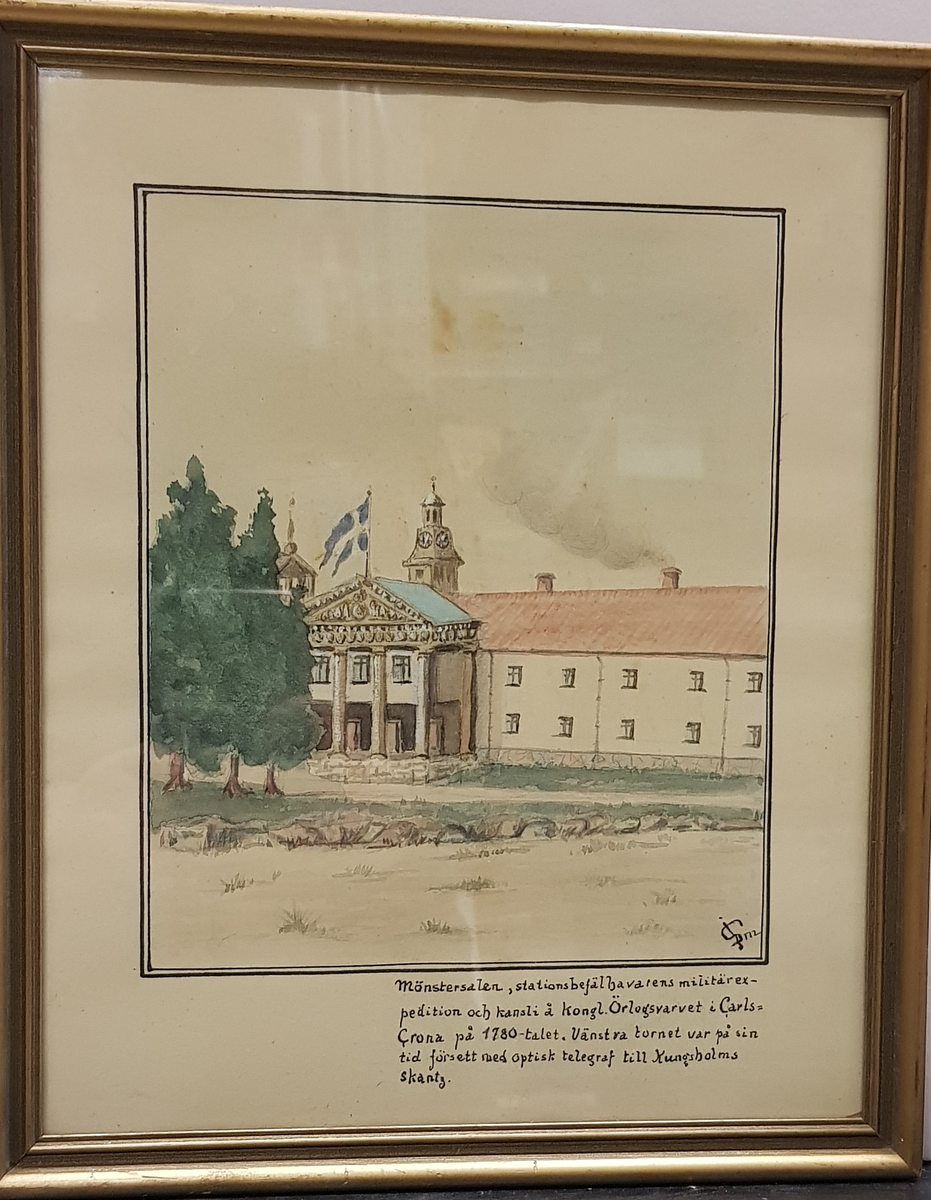 Mönstersalen, stationsbefälhavarens militärex-
pedition och kansli å Kongl. Örlogsvarvet i Carls=
Crona på 1780-talet. Vänstra tornet var på sin
tid försett med optisk telegraf till Kungsholms
Skantz.